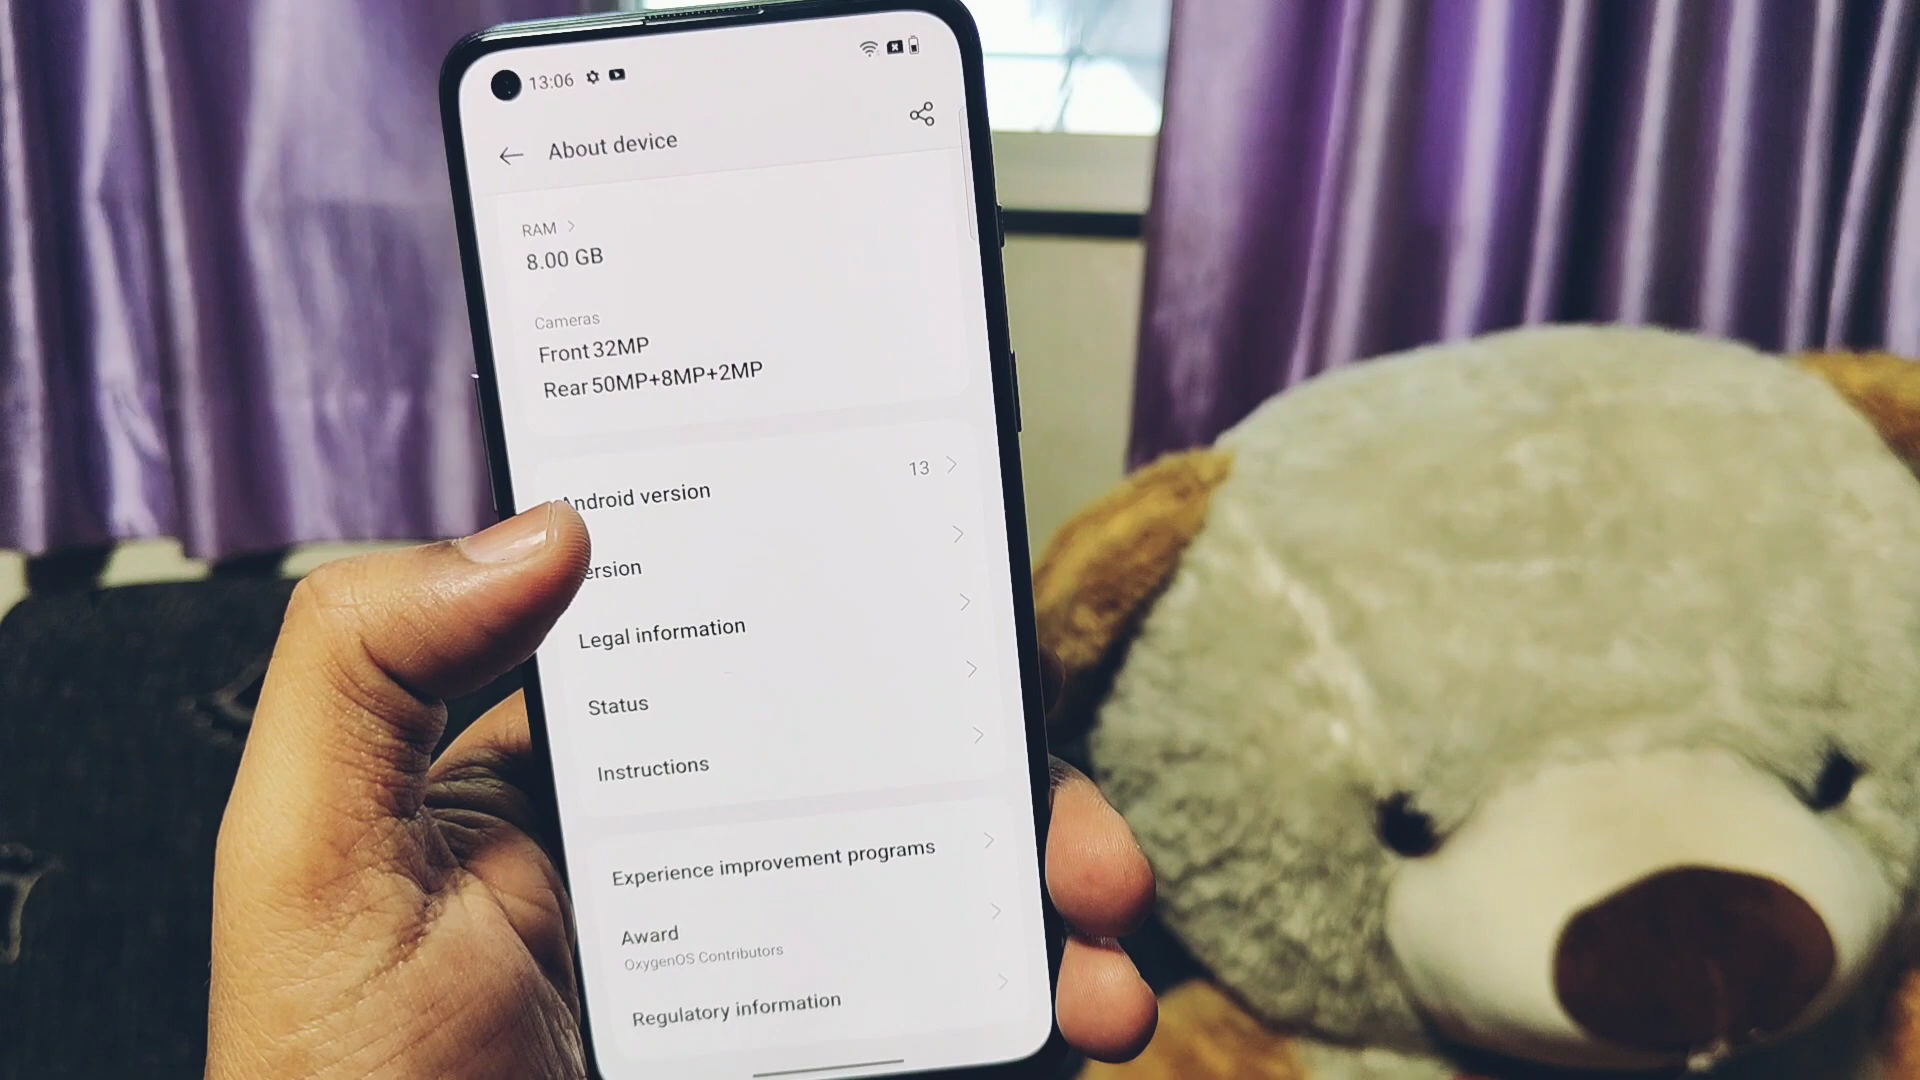 13:06
About device
RAM
8.00 GB
Cameras
Front 32MP
Rear 50MP+8MP+2MP
Android version 13
ersion
Legal information
Status
Instructions
Experience improvement programs
Award
OxygenOS Contributors
Regulatory information